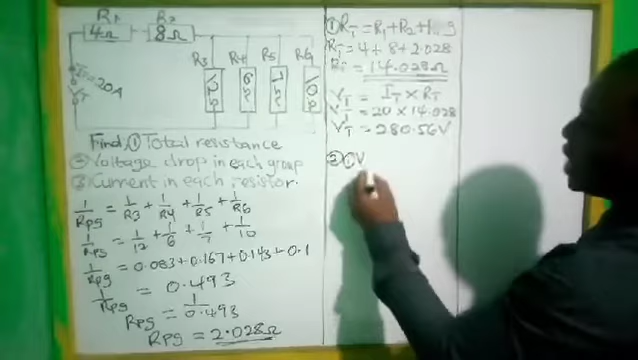 R1 R2
4Ω 8Ω
R3 R4 R5 R6
12Ω 6Ω 7Ω 10Ω
IT=20A
VT
Find,① Total resistance
② Voltage drop in each group
③ Current in each resistor.
1/Rpg = 1/R3 + 1/R4 + 1/R5 + 1/R6
1/Rpg = 1/12 + 1/6 + 1/7 + 1/10
1/Rpg = 0.083+0.167+0.143+0.1
1/Rpg = 0.493
Rpg = 1/0.493
Rpg = 2.028Ω
① RT = R1+R2+
RT = 4+8+2.028
RT = 14.028Ω
VT = IT × RT
VT = 20 × 14.028
VT = 280.56V
② V